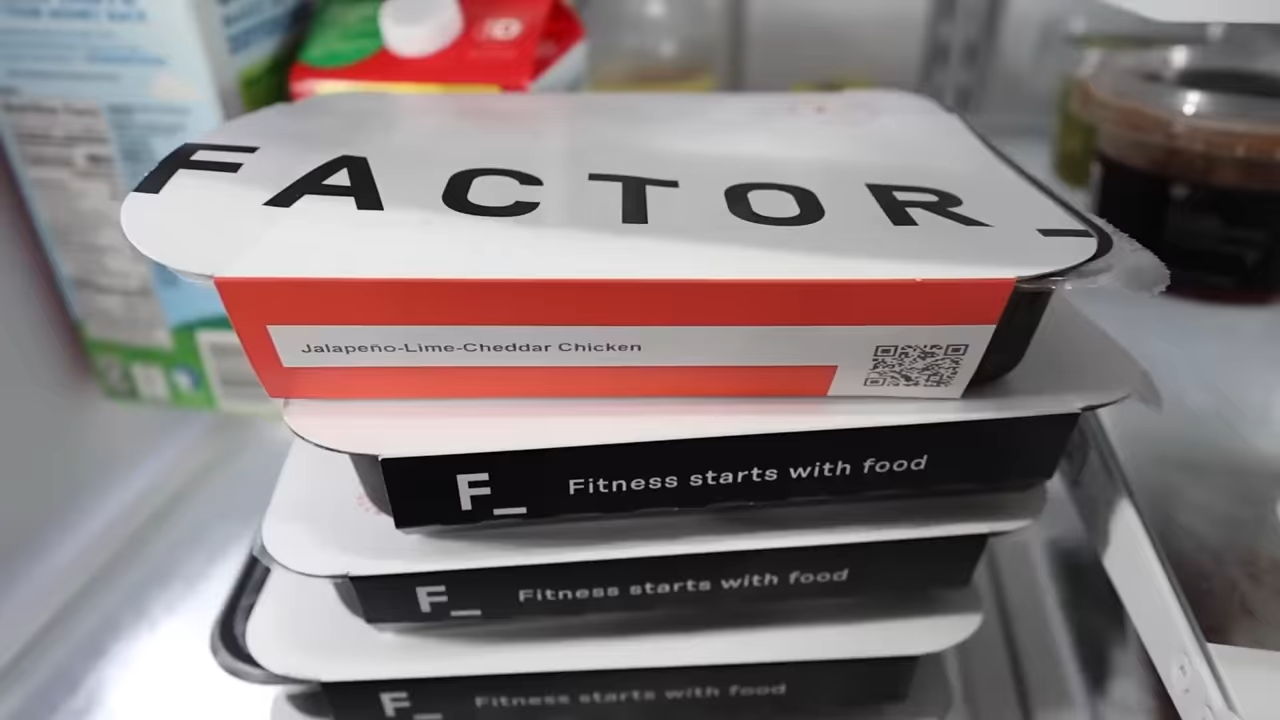 FACTOR_
Jalapeño-Lime-Cheddar Chicken
F_ Fitness starts with food
F_ Fitness starts with food
F_ Fitness starts with food